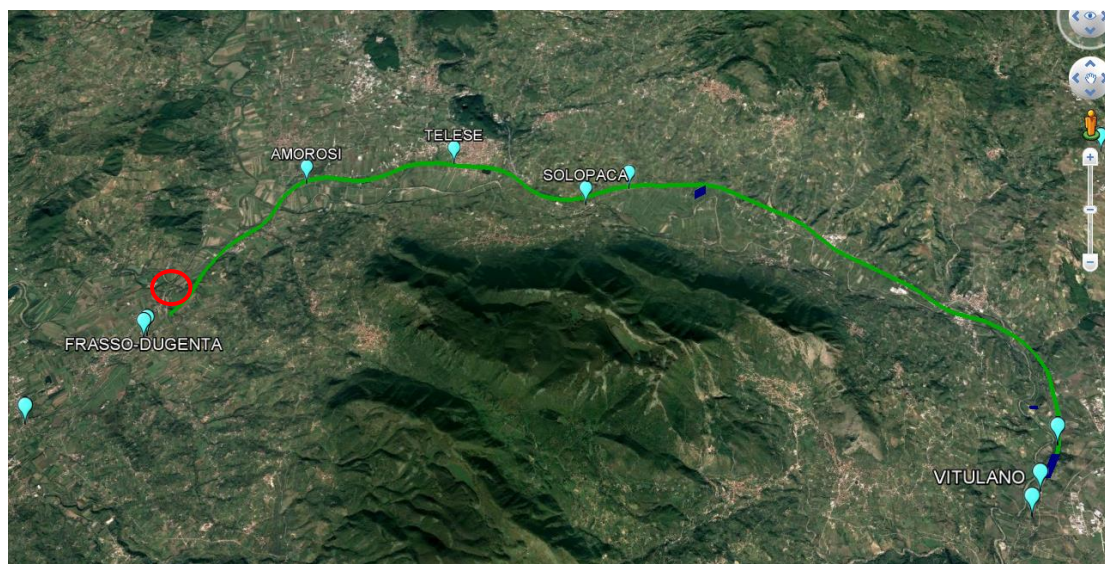 TELESE
AMOROSI
SOLOPACA
FRASSO-DUGENTA
VITULANO